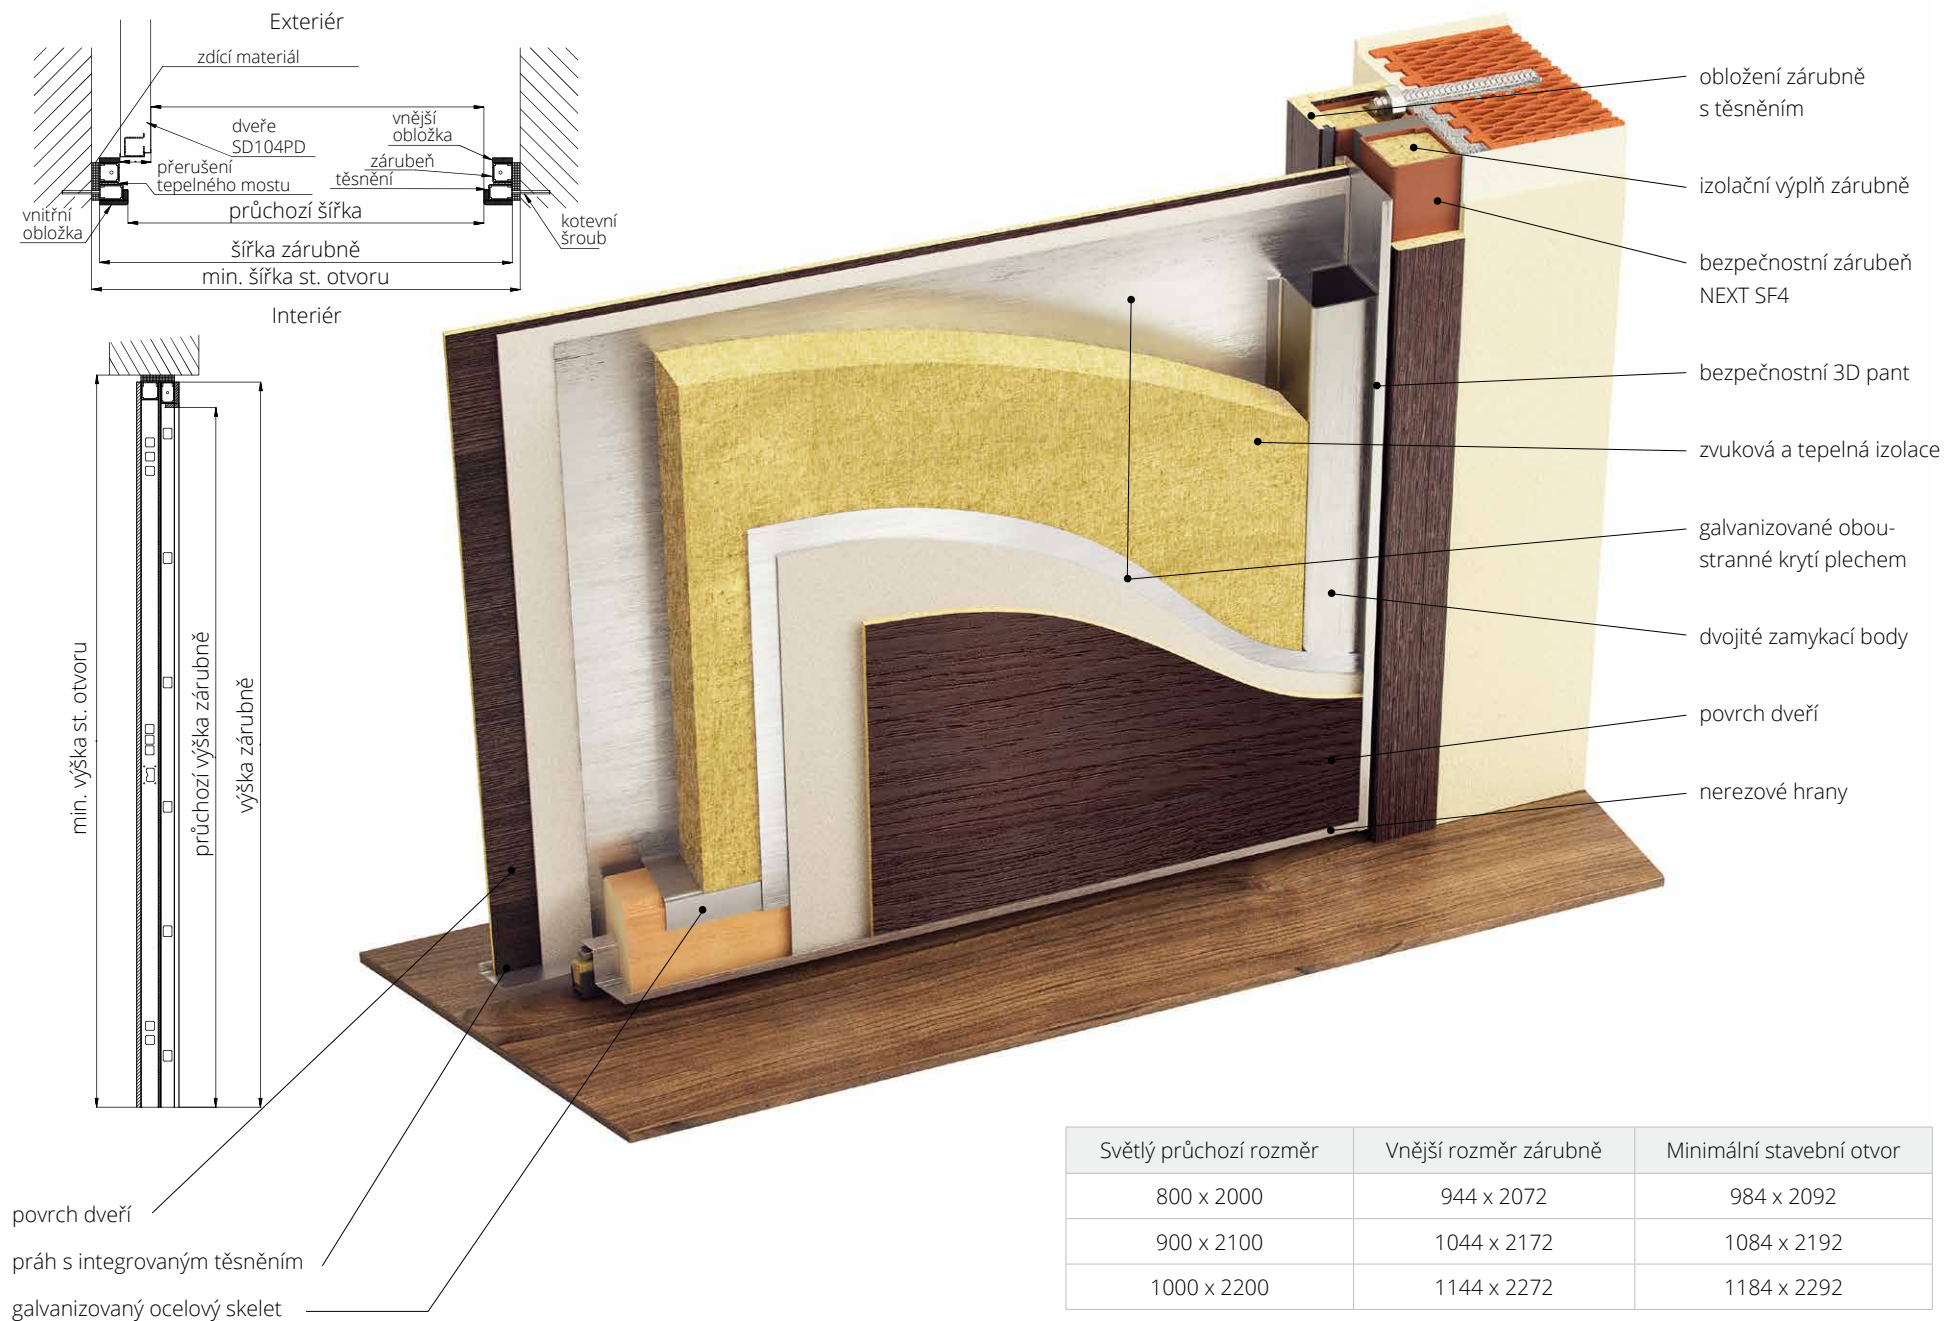 Exteriér
zdící materiál
dveře
SD104PD
vnější
obložka
přerušení
tepelného mostu
zárubeň
těsnění
vnitřní
obložka
průchozí šířka
kotevní
šroub
šířka zárubně
min. šířka st. otvoru
Interiér
min. výška st. otvoru
průchozí výška zárubně
výška zárubně
obložení zárubně
s těsněním
izolační výplň zárubně
bezpečnostní zárubeň
NEXT SF4
bezpečnostní 3D pant
zvuková a tepelná izolace
galvanizované obou-
stranné krytí plechem
dvojité zamykací body
povrch dveří
nerezové hrany
povrch dveří
práh s integrovaným těsněním
galvanizovaný ocelový skelet
Světlý průchozí rozměr Vnější rozměr zárubně Minimální stavební otvor
800 x 2000 944 x 2072 984 x 2092
900 x 2100 1044 x 2172 1084 x 2192
1000 x 2200 1144 x 2272 1184 x 2292